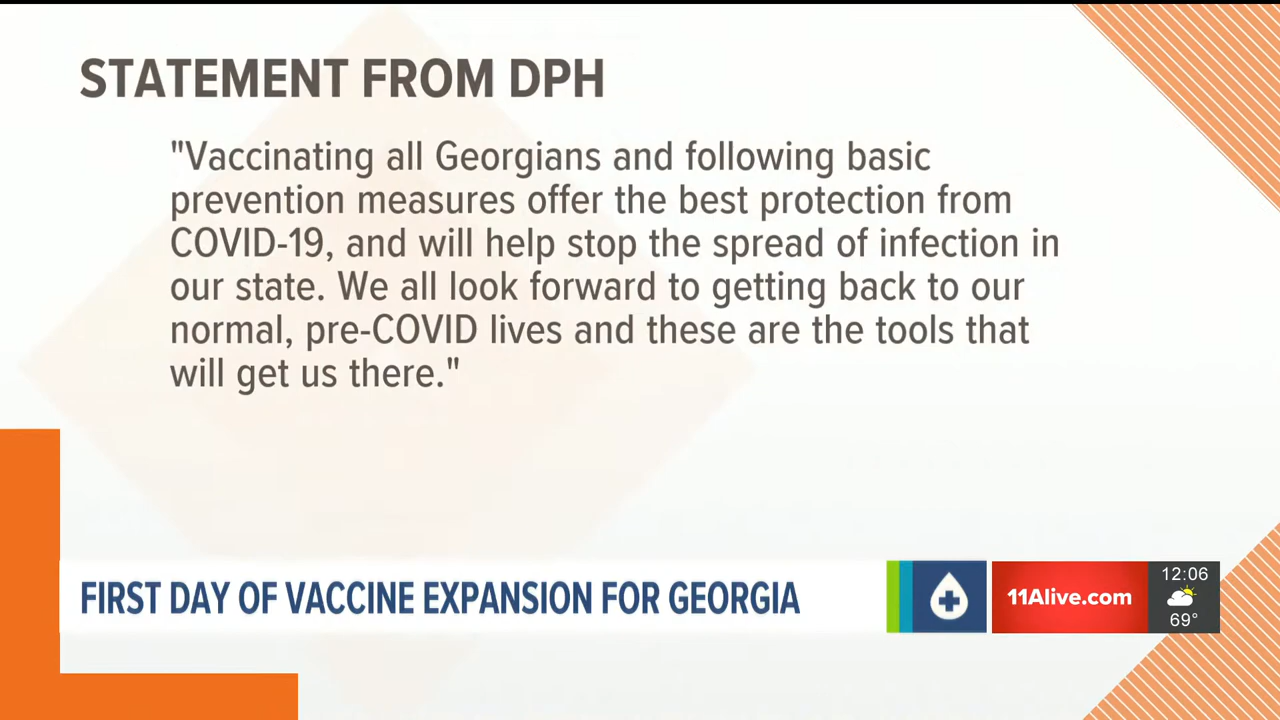 STATEMENT FROM DPH
"Vaccinating all Georgians and following basic
prevention measures offer the best protection from
COVID-19, and will help stop the spread of infection in
our state. We all look forward to getting back to our
normal, pre-COVID lives and these are the tools that
will get us there."
FIRST DAY OF VACCINE EXPANSION FOR GEORGIA
11Alive.com
12:06
69°